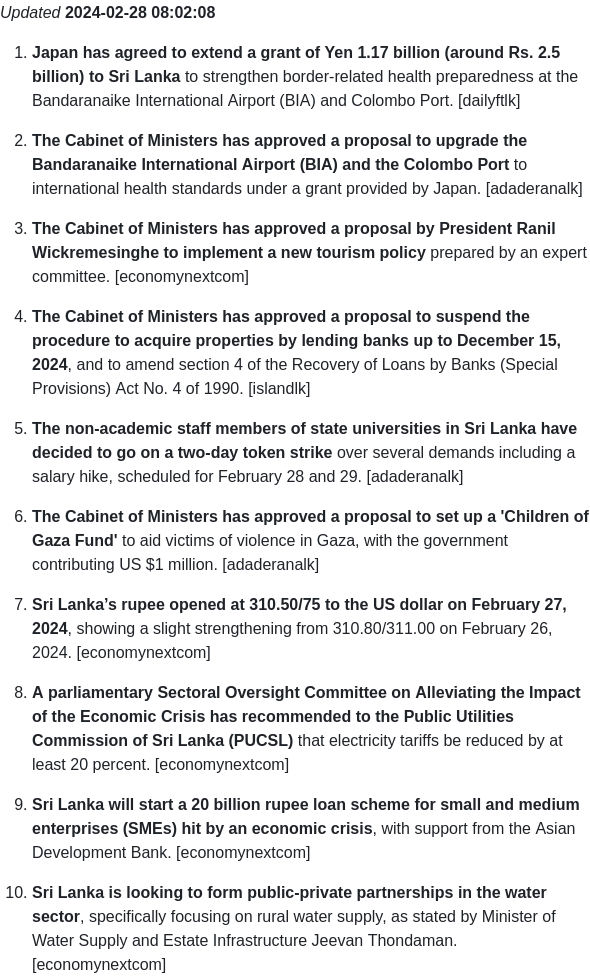 Updated 2024-02-28 08:02:08
1. Japan has agreed to extend a grant of Yen 1.17 billion (around Rs. 2.5
billion) to Sri Lanka to strengthen border-related health preparedness at the
Bandaranaike International Airport (BIA) and Colombo Port. [dailyftlk]
2. The Cabinet of Ministers has approved a proposal to upgrade the
Bandaranaike International Airport (BIA) and the Colombo Port to
international health standards under a grant provided by Japan. [adaderanalk]
3. The Cabinet of Ministers has approved a proposal by President Ranil
Wickremesinghe to implement a new tourism policy prepared by an expert
committee. [economynextcom]
4. The Cabinet of Ministers has approved a proposal to suspend the
procedure to acquire properties by lending banks up to December 15,
2024, and to amend section 4 of the Recovery of Loans by Banks (Special
Provisions) Act No. 4 of 1990. [islandlk]
5. The non-academic staff members of state universities in Sri Lanka have
decided to go on a two-day token strike over several demands including a
salary hike, scheduled for February 28 and 29. [adaderanalk]
6. The Cabinet of Ministers has approved a proposal to set up a 'Children of
Gaza Fund' to aid victims of violence in Gaza, with the government
contributing US $1 million. [adaderanalk]
7. Sri Lanka’s rupee opened at 310.50/75 to the US dollar on February 27,
2024, showing a slight strengthening from 310.80/311.00 on February 26,
2024. [economynextcom]
8. A parliamentary Sectoral Oversight Committee on Alleviating the Impact
of the Economic Crisis has recommended to the Public Utilities
Commission of Sri Lanka (PUCSL) that electricity tariffs be reduced by at
least 20 percent. [economynextcom]
9. Sri Lanka will start a 20 billion rupee loan scheme for small and medium
enterprises (SMEs) hit by an economic crisis, with support from the Asian
Development Bank. [economynextcom]
10. Sri Lanka is looking to form public-private partnerships in the water
sector, specifically focusing on rural water supply, as stated by Minister of
Water Supply and Estate Infrastructure Jeevan Thondaman.
[economynextcom]